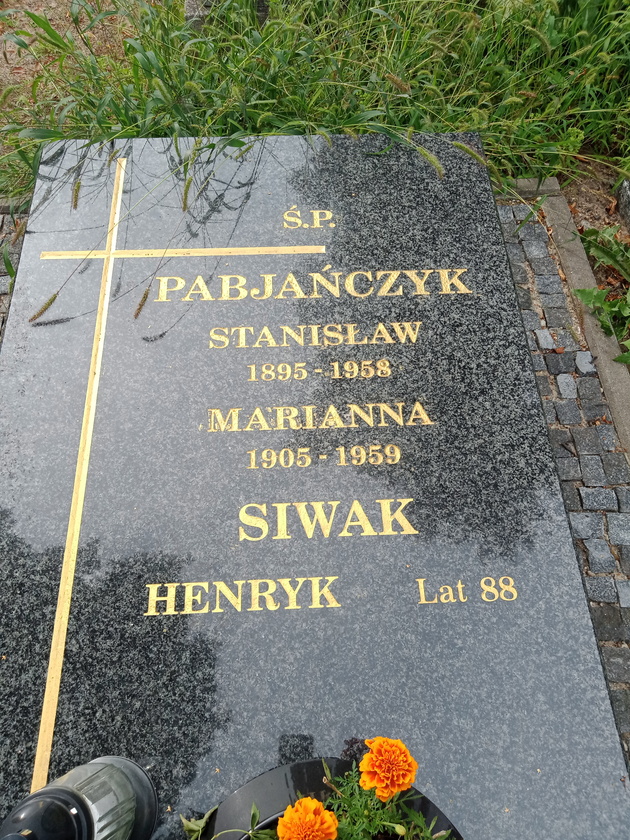 Ś.P.
PABJAŃCZYK
STANISŁAW
1895 - 1958
MARIANNA
1905 - 1959
SIWAK
HENRYK Lat 88